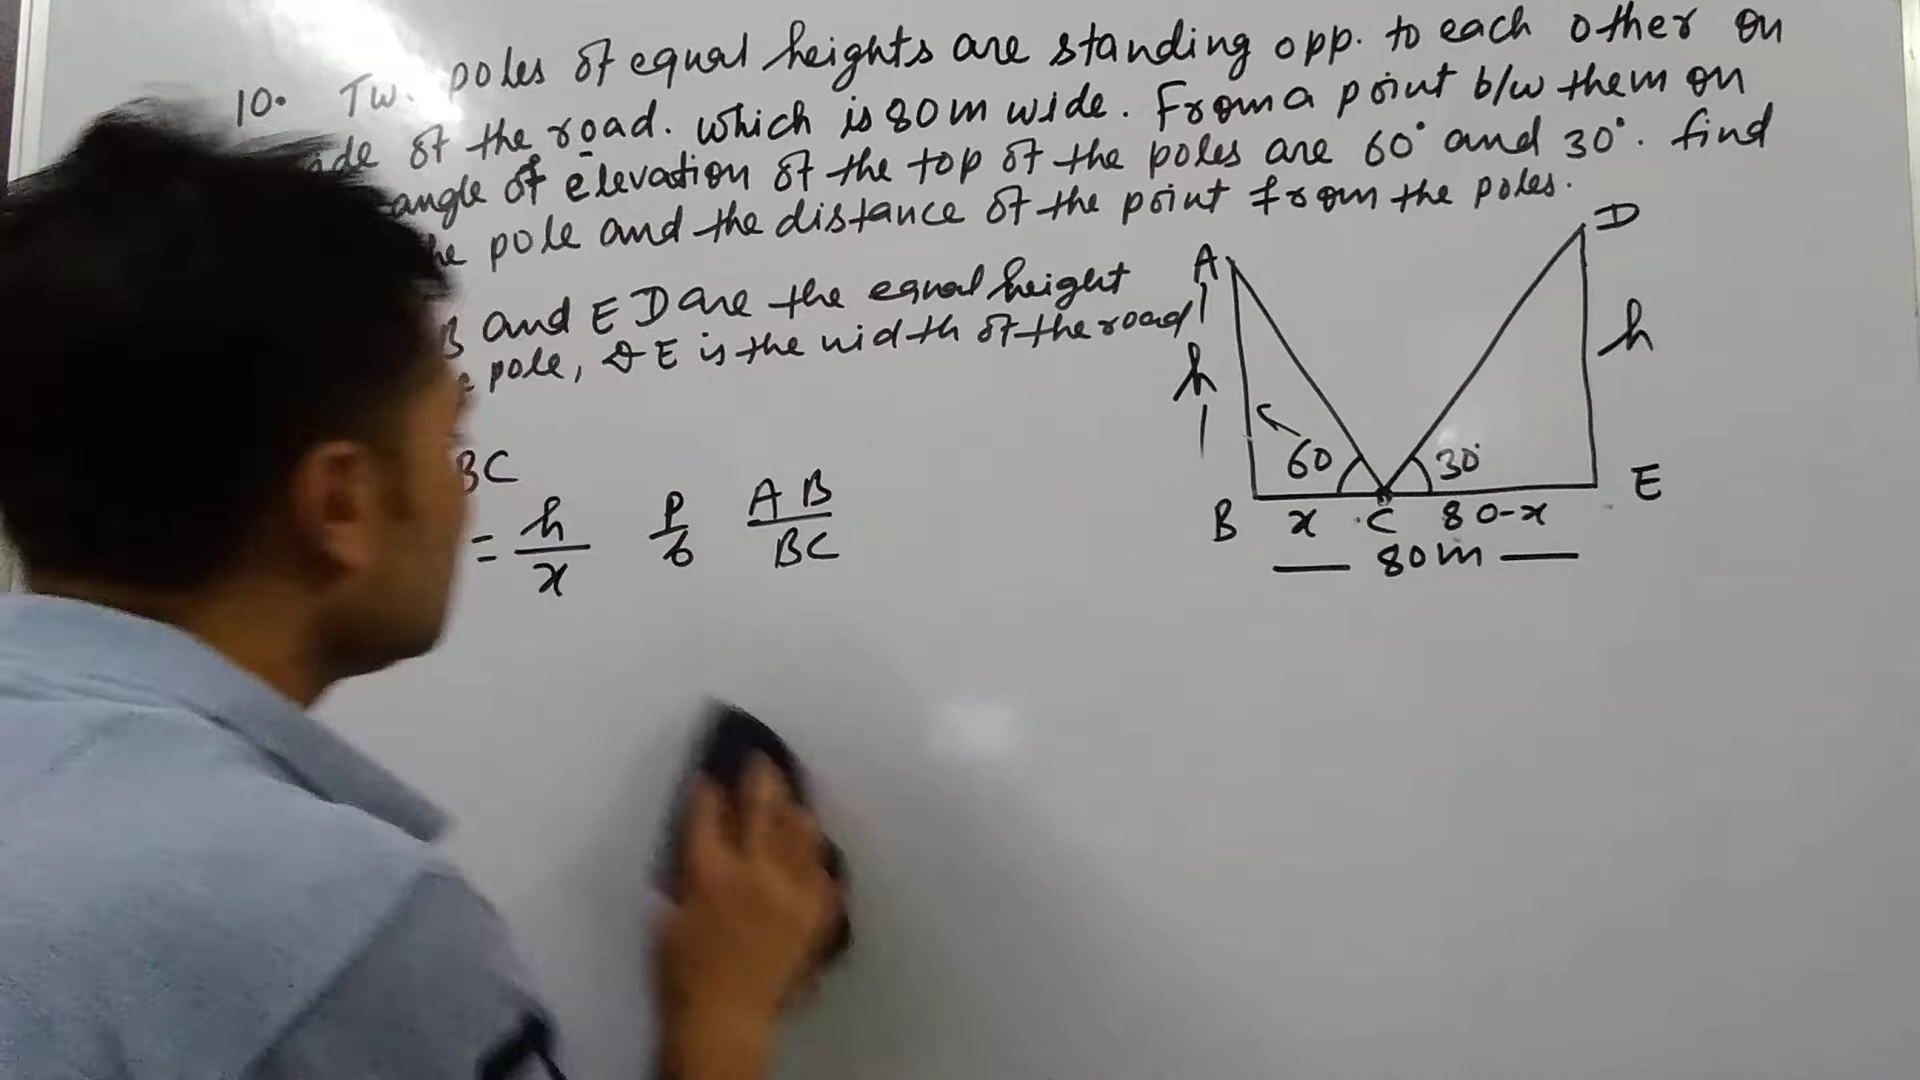 10. Tw. poles of equal heights are standing opp. to each other on
of the road. which is 80m wide. From a point b/w them on
angle of elevation of the top of the poles are 60° and 30°. find
pole and the distance of the point from the poles.
B and ED are the equal height
pole, E is the width of the road
BC
= h/x P/b AB/BC
A
D
h
h
60
30°
B x C 80-x E
80m